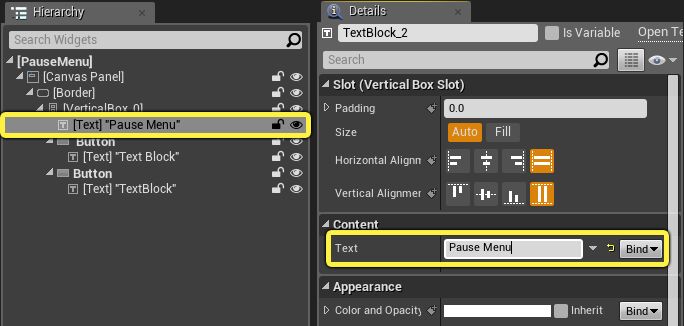 Hierarchy
Search Widgets
[PauseMenu]
[Canvas Panel]
[Border]
[VerticalBox_0]
[Text] "Pause Menu"
Button
[Text] "Text Block"
Button
[Text] "TextBlock"
Details
TextBlock_2
Is Variable
Open Te
Search
Slot (Vertical Box Slot)
Padding
0.0
Size
Auto
Fill
Horizontal Alignm
Vertical Alignmer
Content
Text
Pause Menu
Bind
Appearance
Color and Opacity
Inherit
Bind